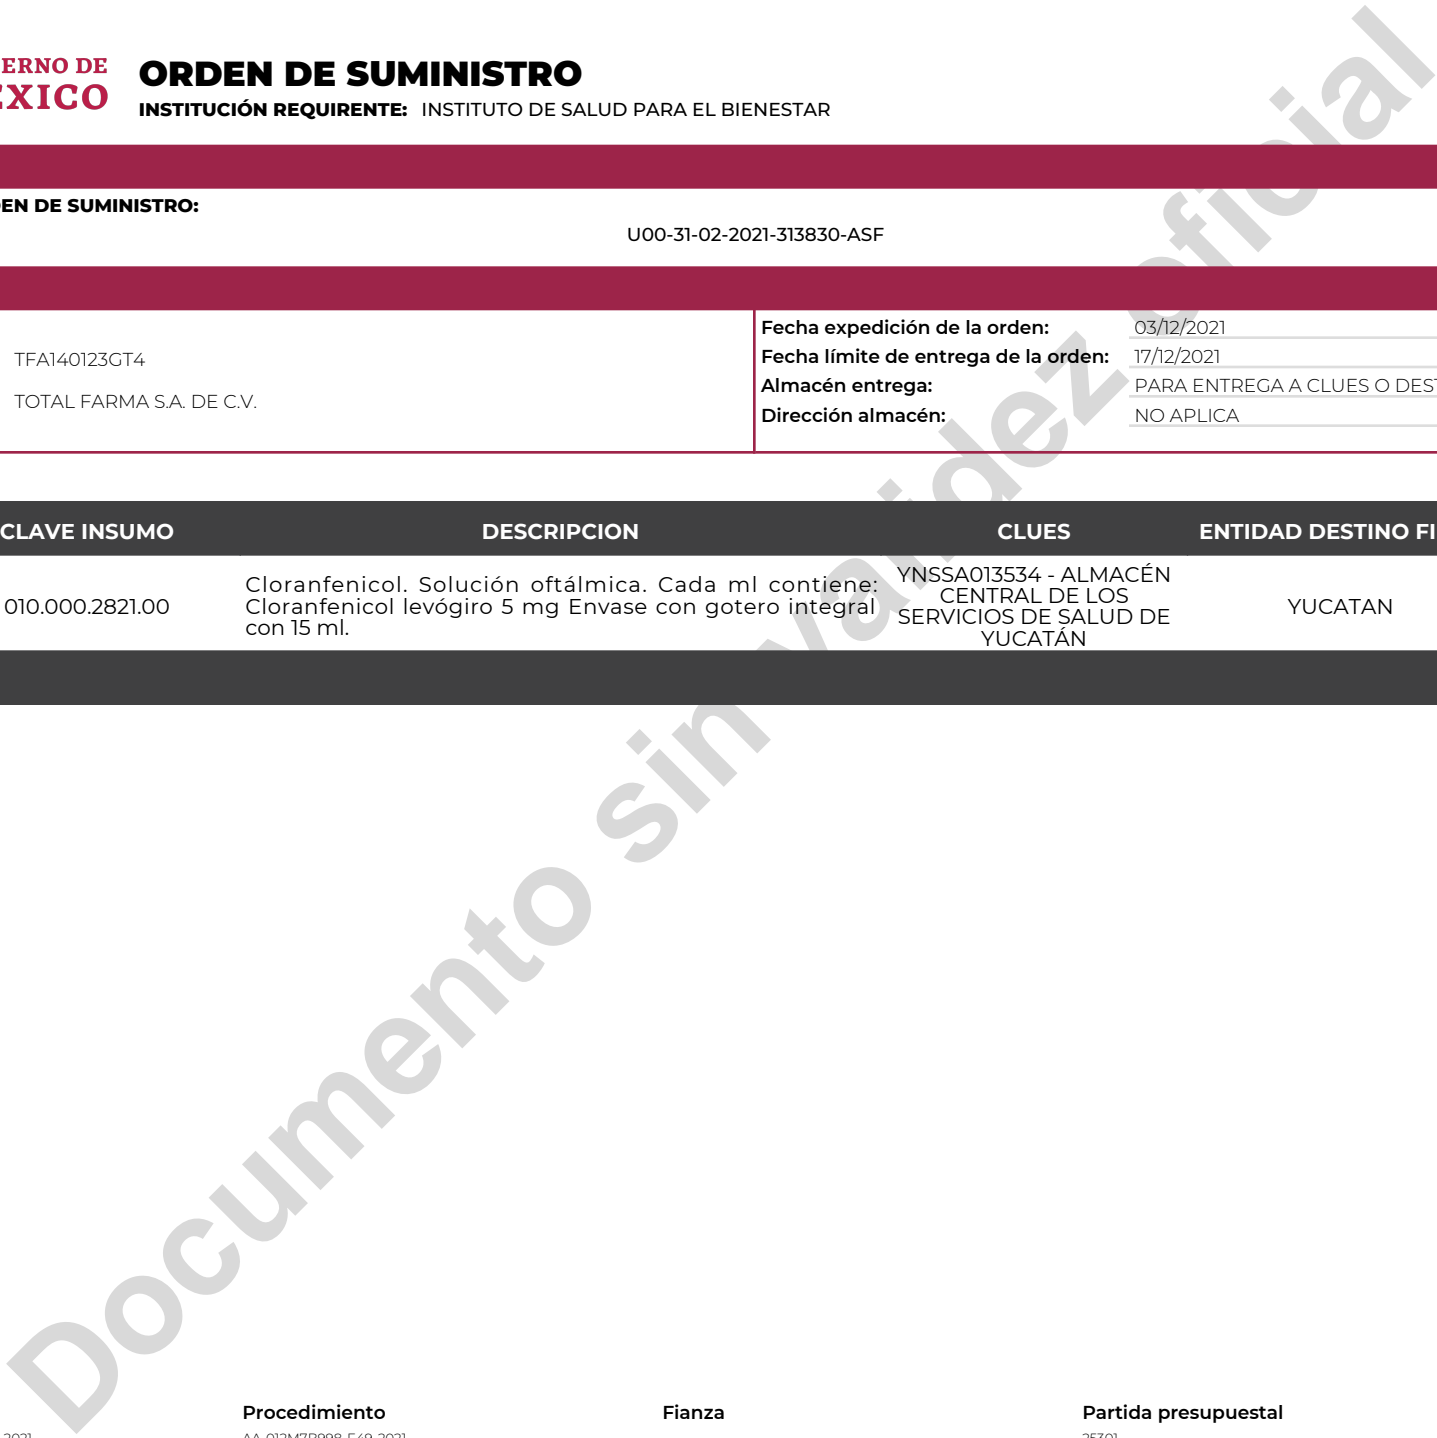 ERNO DE
EXICO
ORDEN DE SUMINISTRO
INSTITUCIÓN REQUIRENTE: INSTITUTO DE SALUD PARA EL BIENESTAR
EN DE SUMINISTRO:
U00-31-02-2021-313830-ASF
TFA140123GT4
TOTAL FARMA S.A. DE C.V.
Fecha expedición de la orden: 03/12/2021
Fecha límite de entrega de la orden: 17/12/2021
Almacén entrega: PARA ENTREGA A CLUES O DEST
Dirección almacén: NO APLICA
CLAVE INSUMO DESCRIPCION CLUES ENTIDAD DESTINO FI
010.000.2821.00
Cloranfenicol. Solución oftálmica. Cada ml contiene:
Cloranfenicol levógiro 5 mg Envase con gotero integral
con 15 ml.
YNSSA013534 - ALMACÉN
CENTRAL DE LOS
SERVICIOS DE SALUD DE
YUCATÁN
YUCATAN
Documento sin validez oficial
Procedimiento Fianza Partida presupuestal